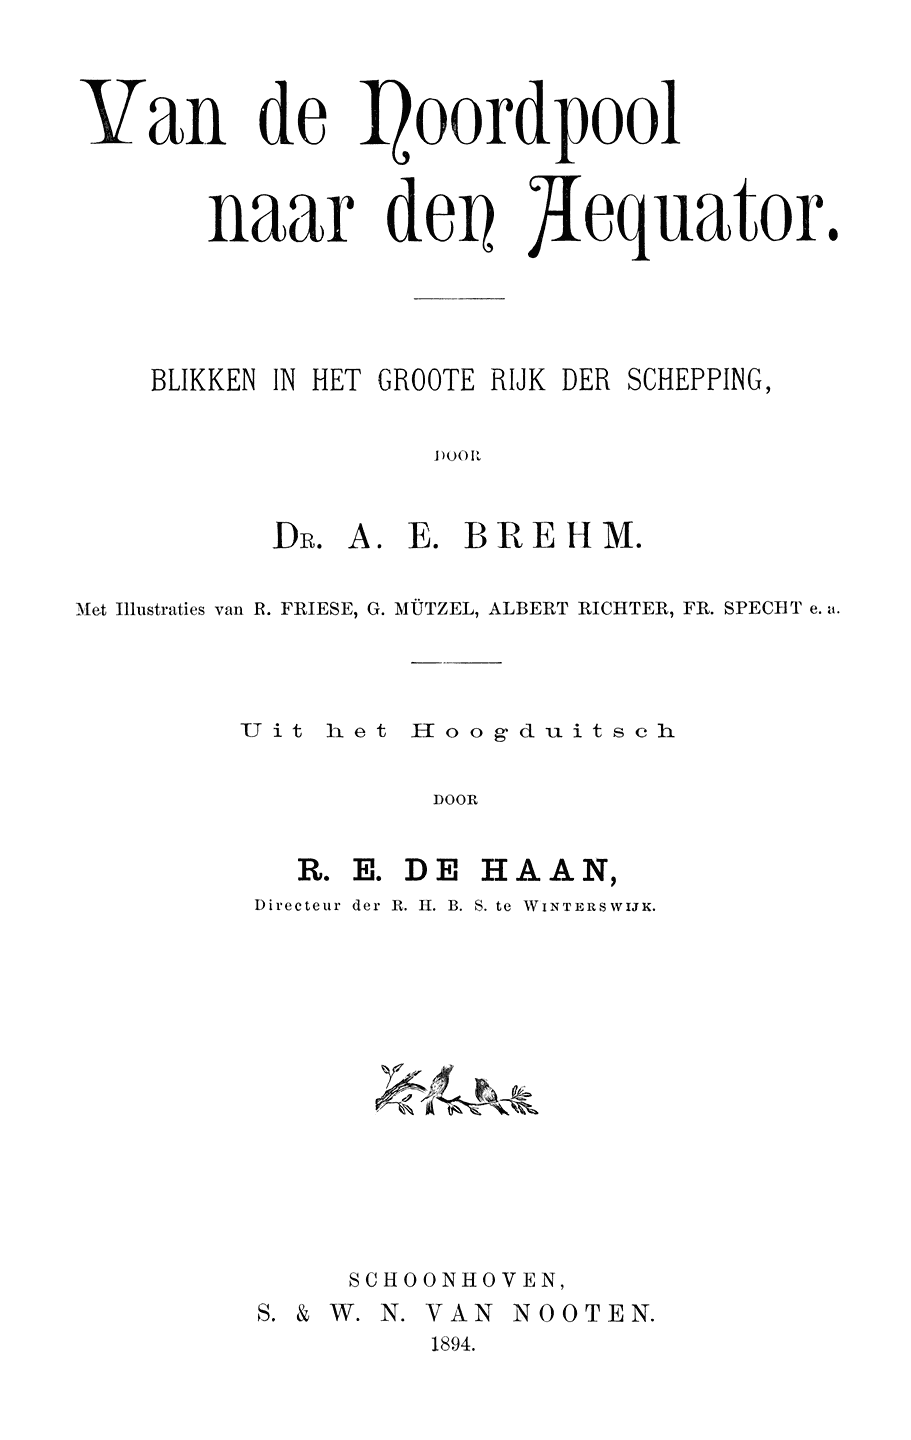 Van de Noordpool
naar den Aequator.
BLIKKEN IN HET GROOTE RIJK DER SCHEPPING,
DOOR
DR. A. E. BREHM.
Met Illustraties van R. FRIESE, G. MÜTZEL, ALBERT RICHTER, FR. SPECHT e. a.
Uit het Hoogduitsch
DOOR
R. E. DE HAAN,
Directeur der R. H. B. S. te WINTERSWIJK.
SCHOONHOVEN,
S. & W. N. VAN NOOTEN.
1894.